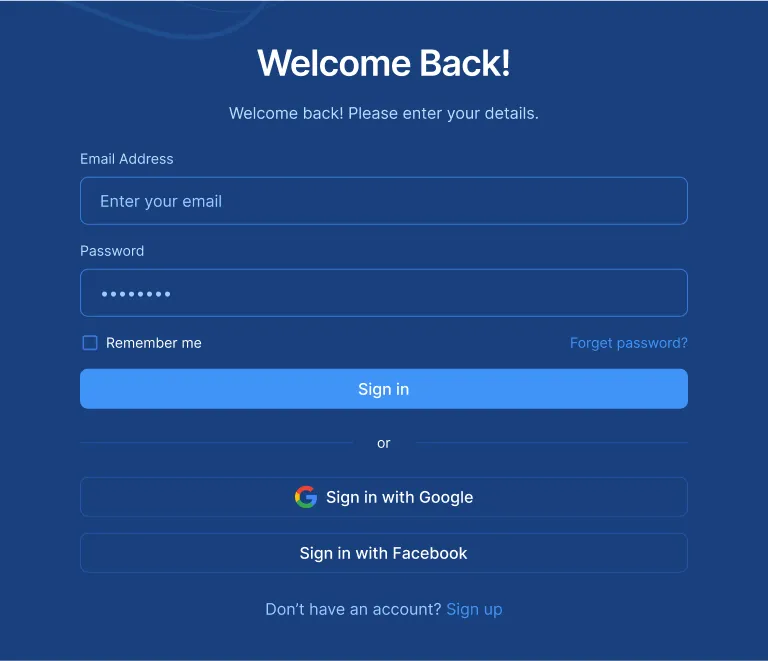 Welcome Back!
Welcome back! Please enter your details.
Email Address
Enter your email
Password
••••••••
Remember me
Forget password?
Sign in
or
Sign in with Google
Sign in with Facebook
Don’t have an account? Sign up